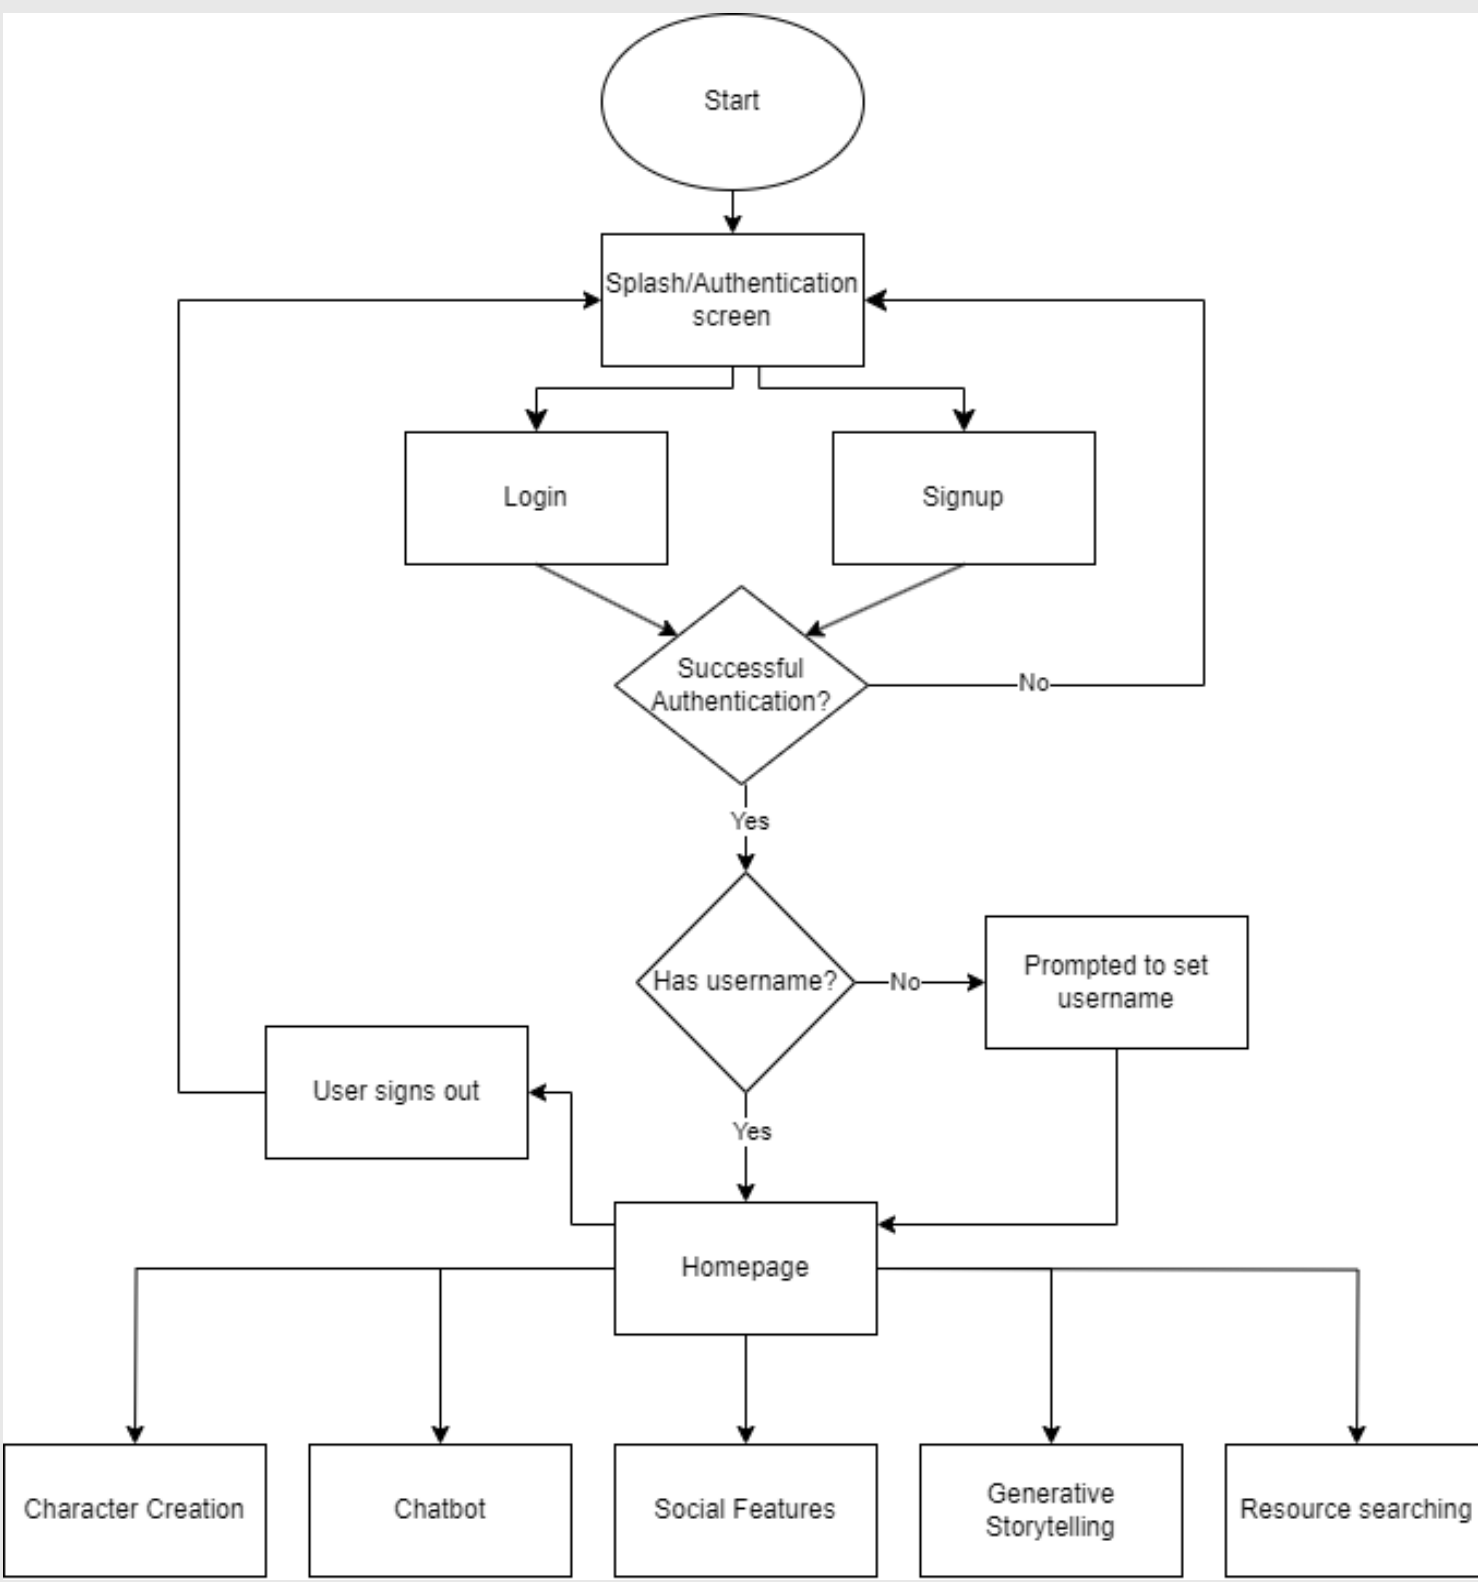 Start
Splash/Authentication
screen
Login
Signup
Successful
Authentication?
No
Yes
Has username?
No
Prompted to set
username
User signs out
Yes
Homepage
Character Creation
Chatbot
Social Features
Generative
Storytelling
Resource searching